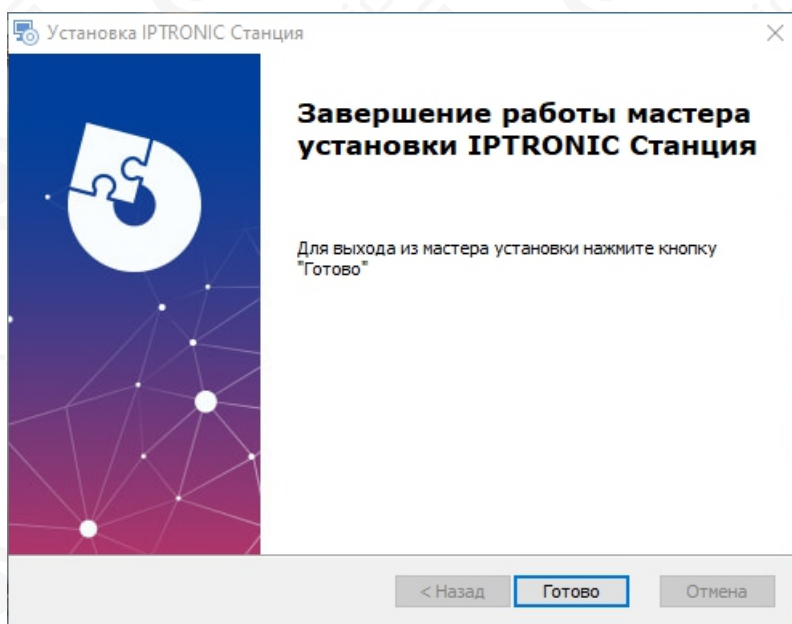 Установка IPTRONIC Станция
Завершение работы мастера
установки IPTRONIC Станция
Для выхода из мастера установки нажмите кнопку
"Готово"
< Назад Готово Отмена